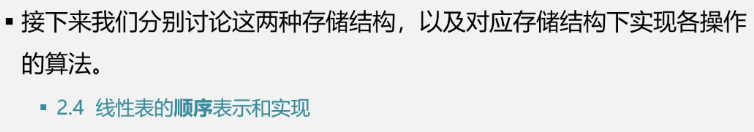 ▪ 接下来我们分别讨论这两种存储结构，以及对应存储结构下实现各操作
的算法。
▪ 2.4 线性表的顺序表示和实现